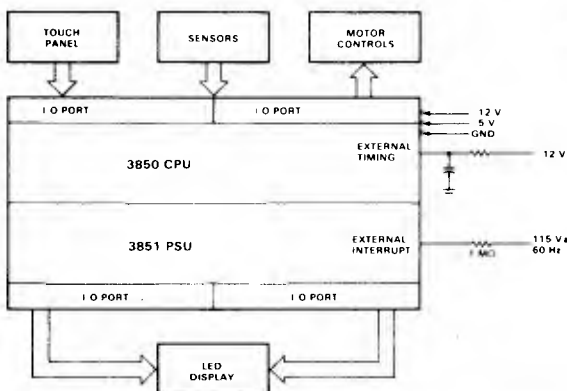 TOUCH
PANEL
SENSORS
MOTOR
CONTROLS
I O PORT
I O PORT
12 V
5 V
GND
EXTERNAL
TIMING
12 V
3850 CPU
3851 PSU
EXTERNAL
INTERRUPT
115 Va
60 Hz
1 MΩ
I O PORT
I O PORT
LED
DISPLAY